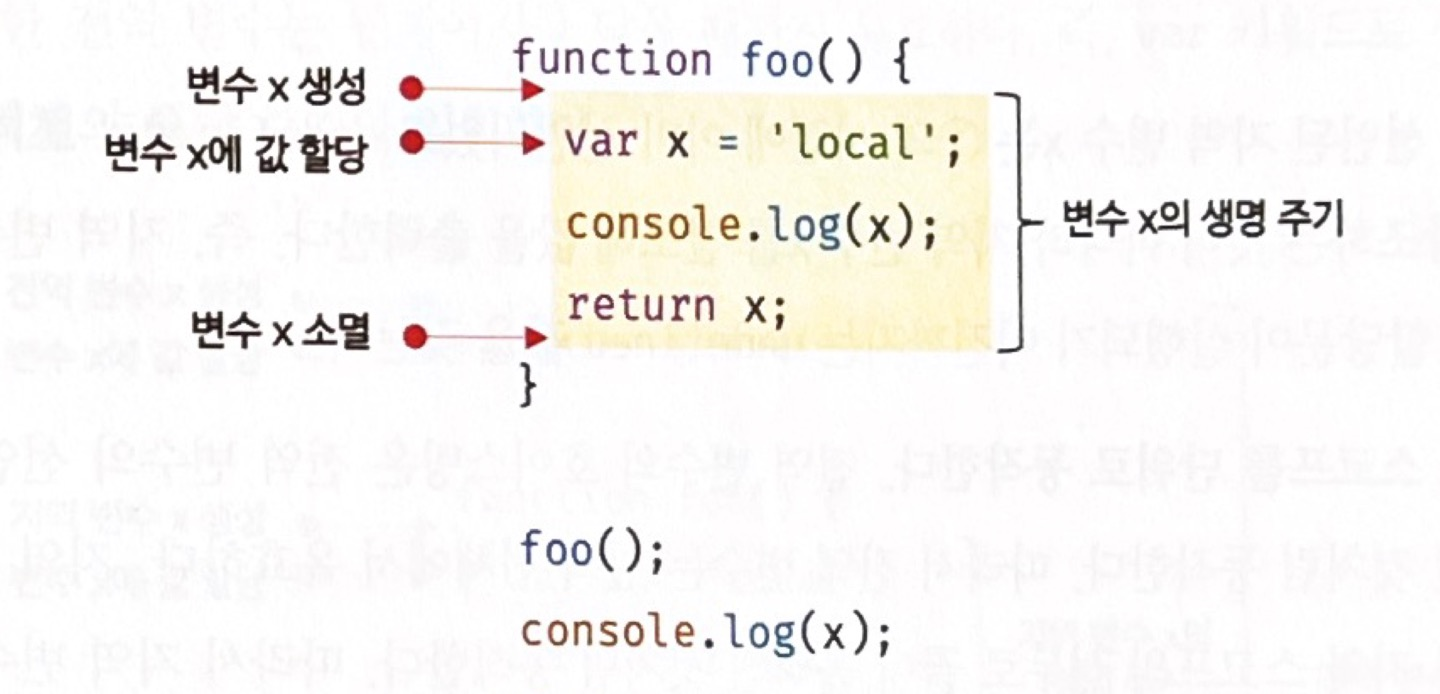 function foo() {
변수 x 생성
변수 x에 값 할당
var x = 'local';
console.log(x);
변수 x의 생명 주기
return x;
변수 x 소멸
}
foo();
console.log(x);